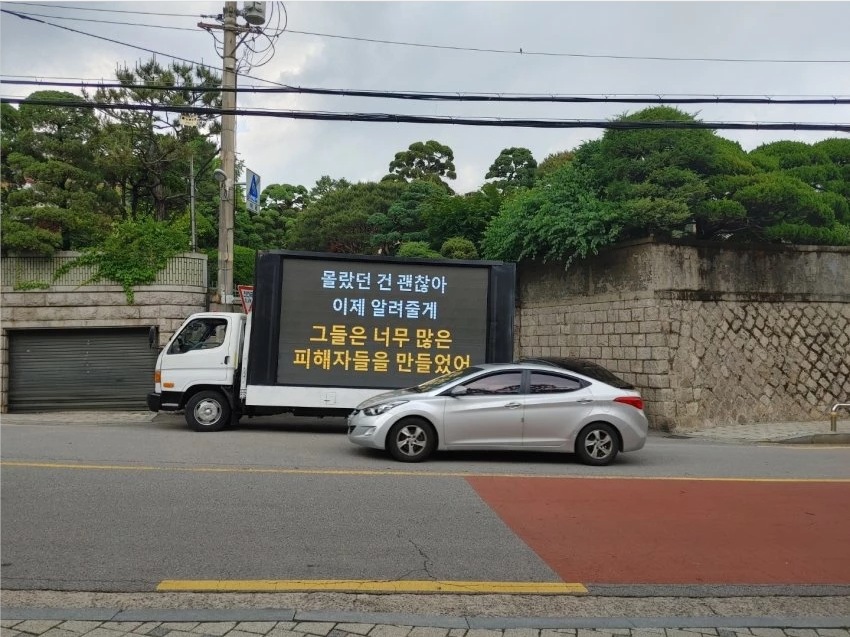 몰랐던 건 괜찮아
이제 알려줄게
그들은 너무 많은
피해자들을 만들었어